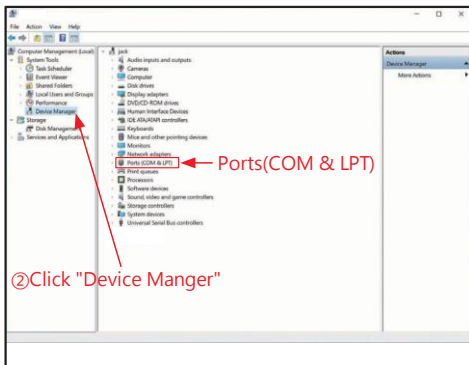 File Action View Help
Computer Management (Local)
System Tools
Task Scheduler
Event Viewer
Shared Folders
Local Users and Groups
Performance
Device Manager
Storage
Disk Management
Services and Applications
jack
Audio inputs and outputs
Cameras
Computer
Disk drives
Display adapters
DVD/CD-ROM drives
Human Interface Devices
IDE ATA/ATAPI controllers
Keyboards
Mice and other pointing devices
Monitors
Network adapters
Ports (COM & LPT)
Print queues
Processors
Software devices
Sound, video and game controllers
Storage controllers
System devices
Universal Serial Bus controllers
Actions
Device Manager
More Actions
Ports(COM & LPT)
②Click "Device Manger"